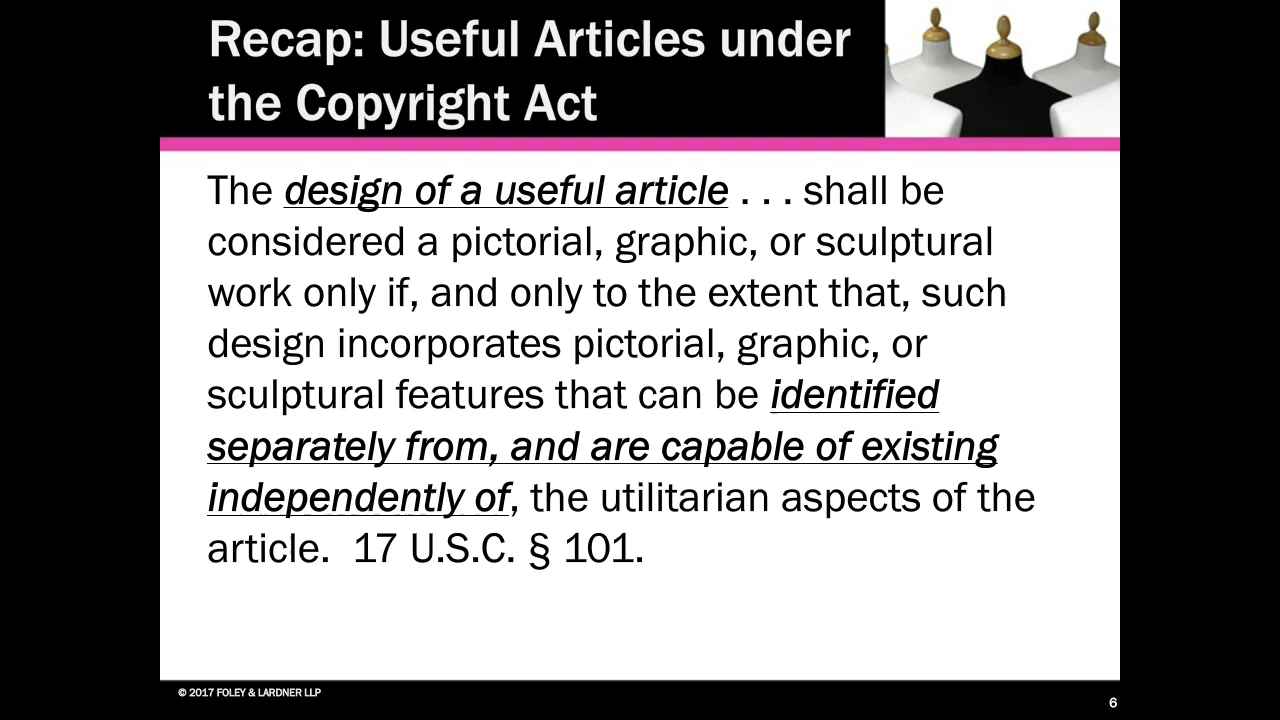 Recap: Useful Articles under
the Copyright Act
The design of a useful article . . . shall be
considered a pictorial, graphic, or sculptural
work only if, and only to the extent that, such
design incorporates pictorial, graphic, or
sculptural features that can be identified
separately from, and are capable of existing
independently of, the utilitarian aspects of the
article.  17 U.S.C. § 101.
© 2017 FOLEY & LARDNER LLP
6